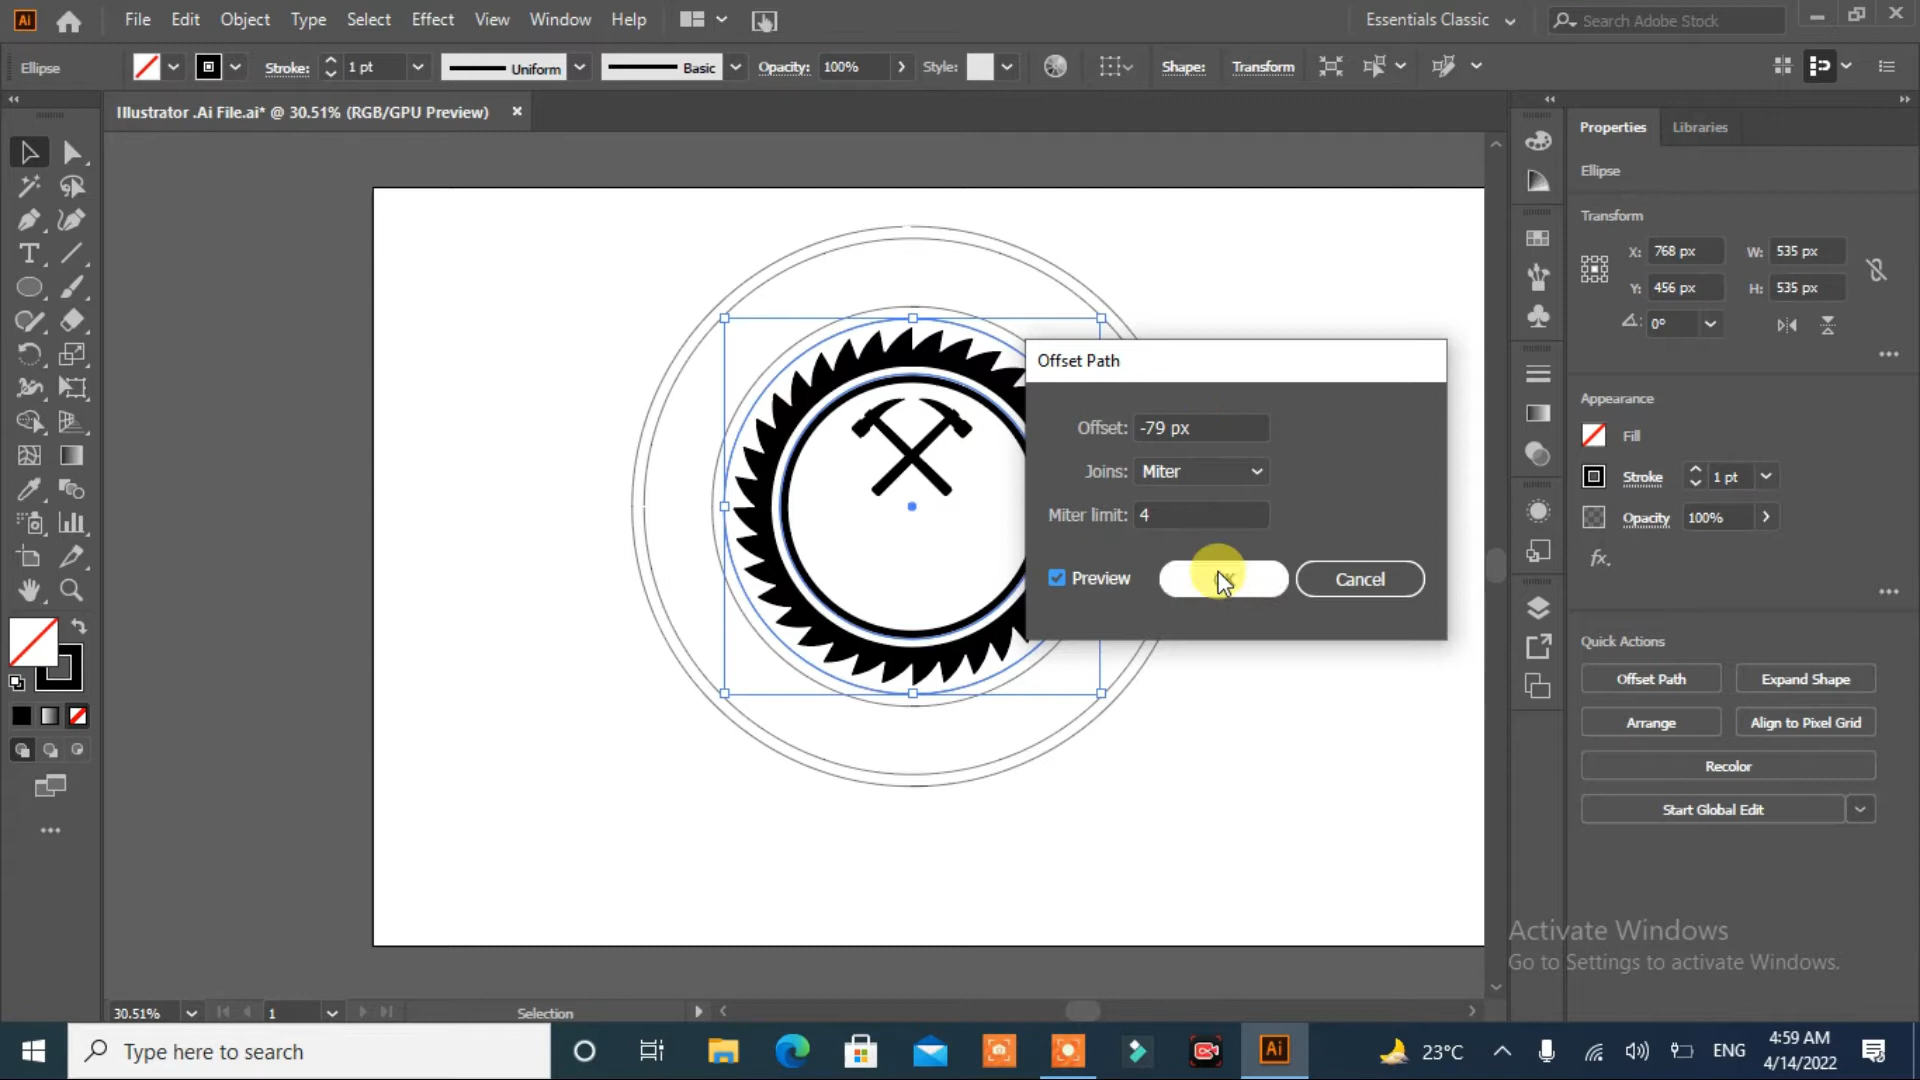 Ai File Edit Object Type Select Effect View Window Help Essentials Classic Search Adobe Stock
Ellipse Stroke: 1 pt Uniform Basic Opacity: 100% Style: Shape: Transform
Illustrator .Ai File.ai* @ 30.51% (RGB/GPU Preview) ×
Properties Libraries
Ellipse
Transform
X: 768 px W: 535 px
Y: 456 px H: 535 px
0°
Appearance
Fill
Stroke 1 pt
Opacity 100%
fx.
Offset Path
Offset: -79 px
Joins: Miter
Miter limit: 4
Preview
Cancel
Quick Actions
Offset Path Expand Shape
Arrange Align to Pixel Grid
Recolor
Start Global Edit
Activate Windows
Go to Settings to activate Windows.
30.51% 1 Selection
Type here to search Ai 23°C ENG
4:59 AM
4/14/2022